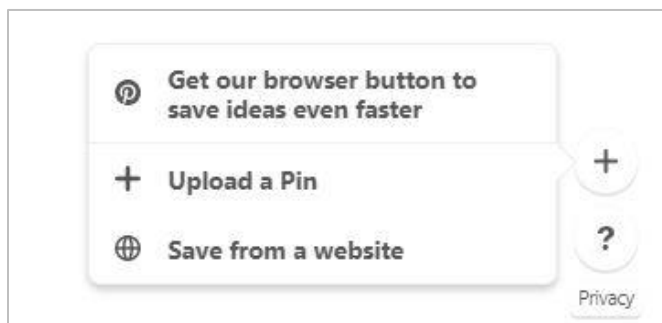 Get our browser button to
save ideas even faster
+
Upload a Pin
+
?
Save from a website
Privacy